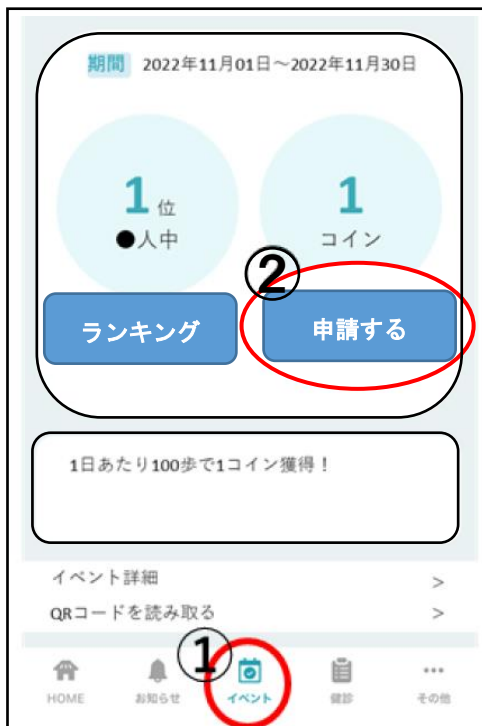 期間 2022年11月01日～2022年11月30日
1位 1
●人中 コイン
②
ランキング 申請する
1日あたり100歩で1コイン獲得！
イベント詳細 >
QRコードを読み取る >
①
HOME お知らせ イベント 健診 その他